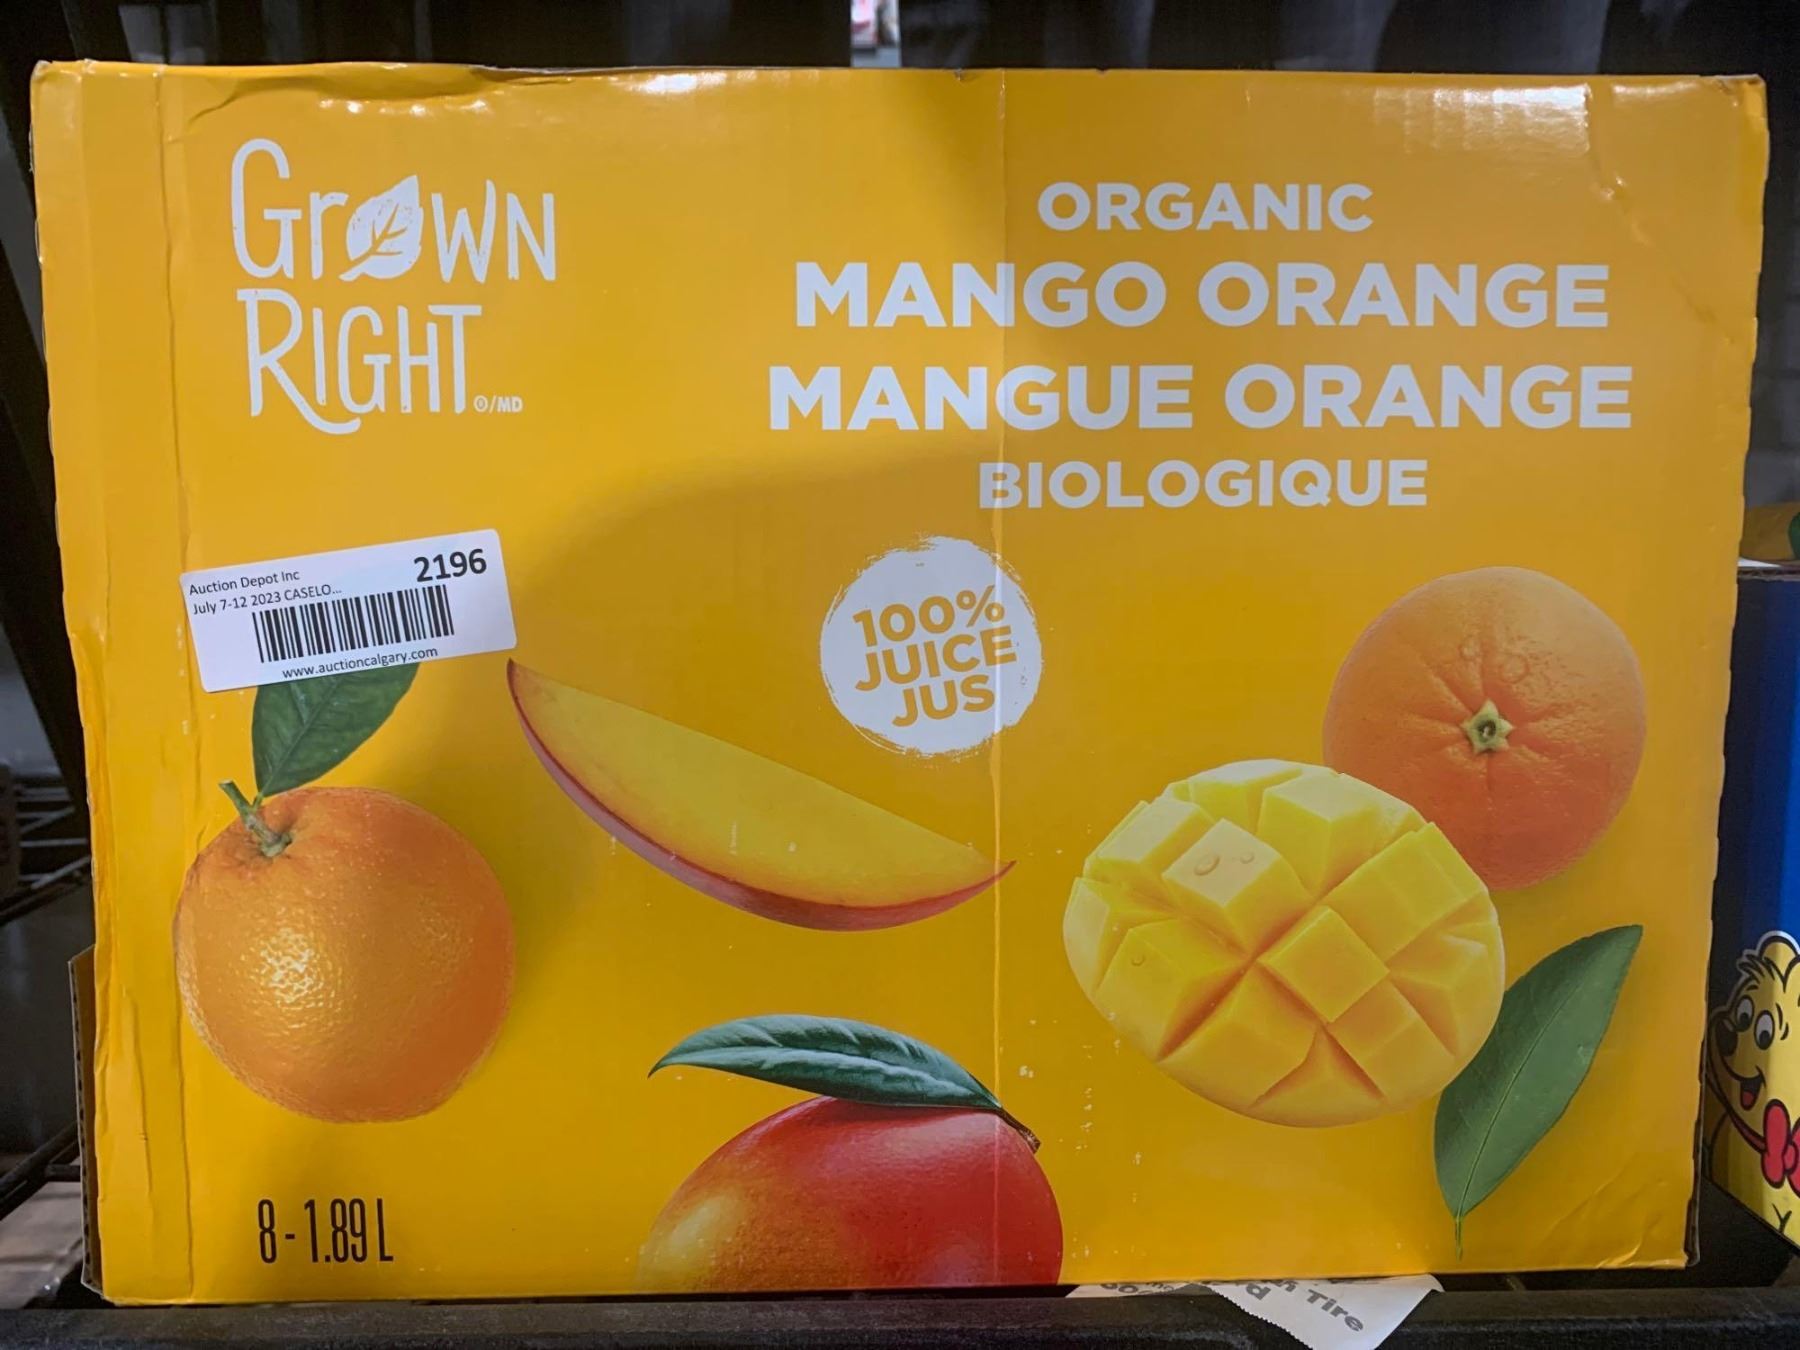 Grown
Right ®/MD
ORGANIC
MANGO ORANGE
MANGUE ORANGE
BIOLOGIQUE
Auction Depot Inc
2196
July 7-12 2023 CASELO...
www.auctioncalgary.com
100%
JUICE
JUS
8-1.89 L
Tire